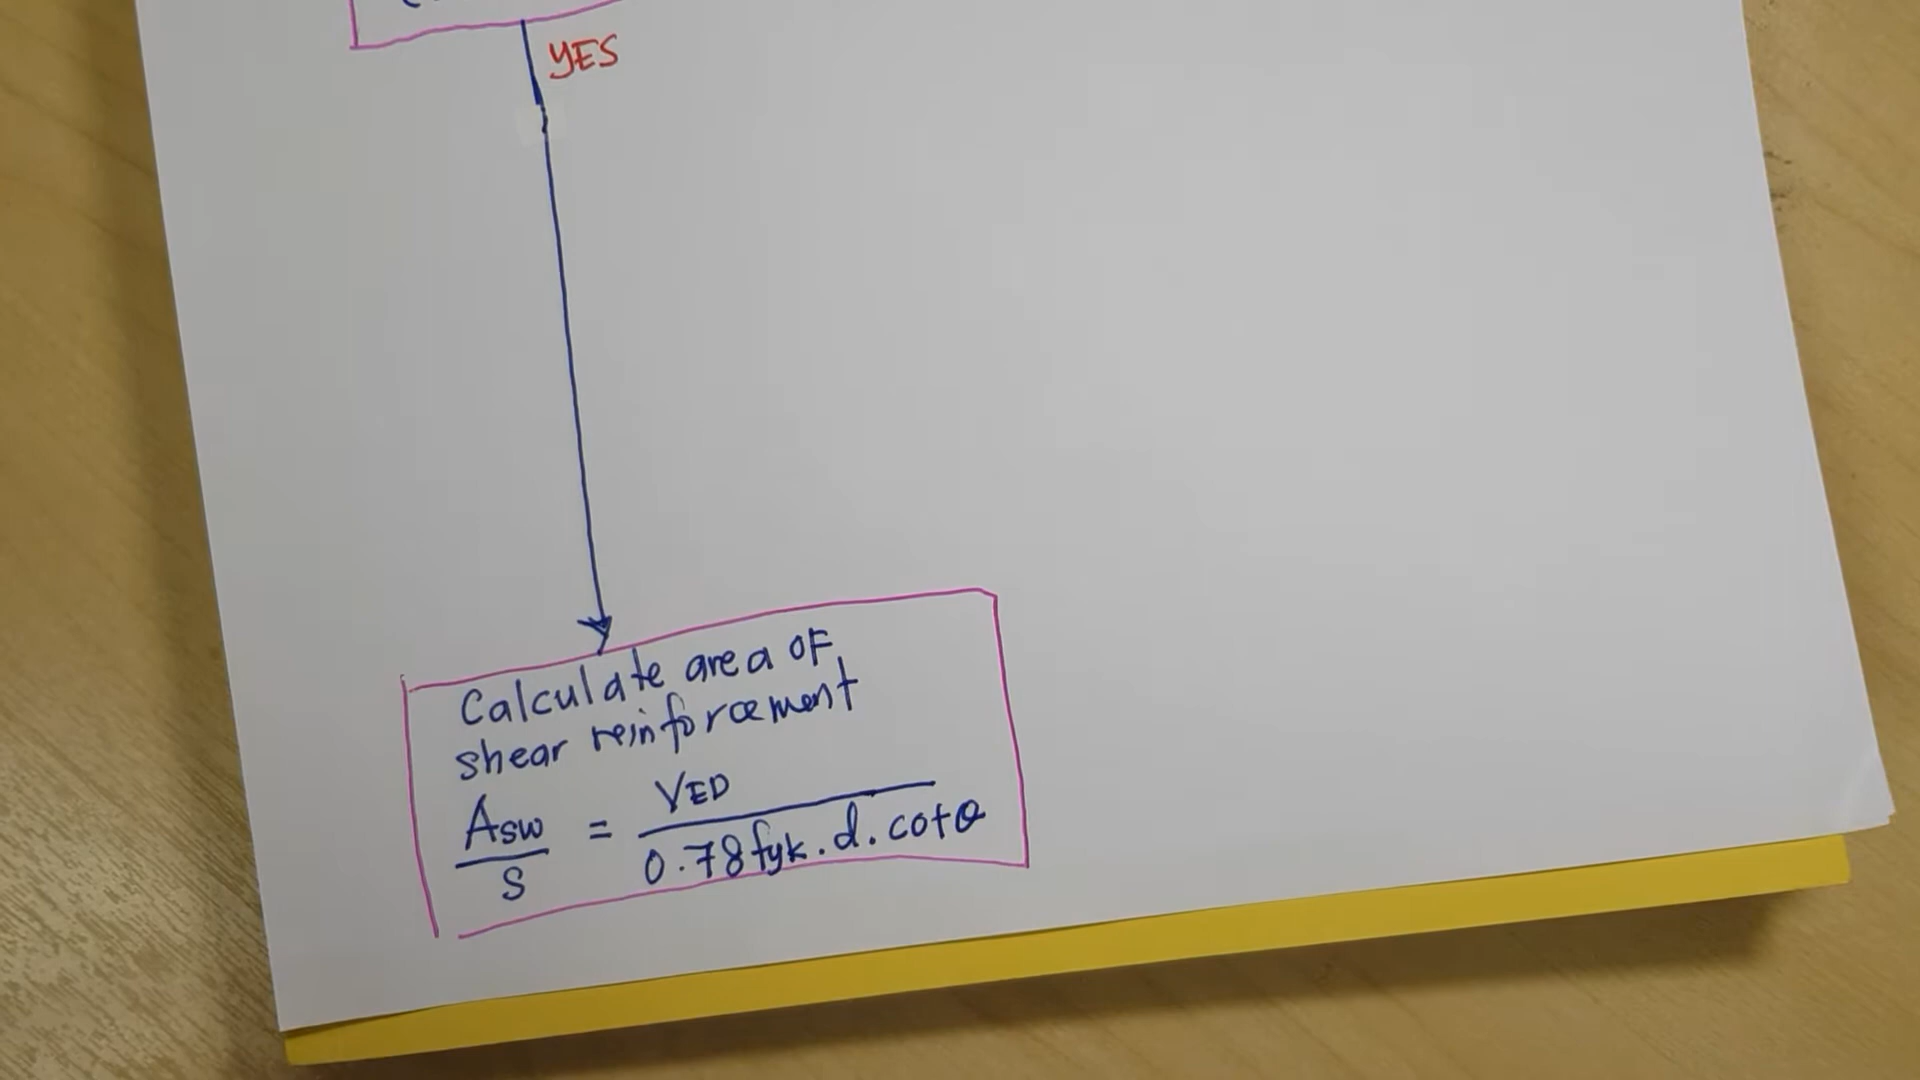 YES
Calculate area of
shear reinforcement
Asw/S = VED/0.78fyk.d.cotθ